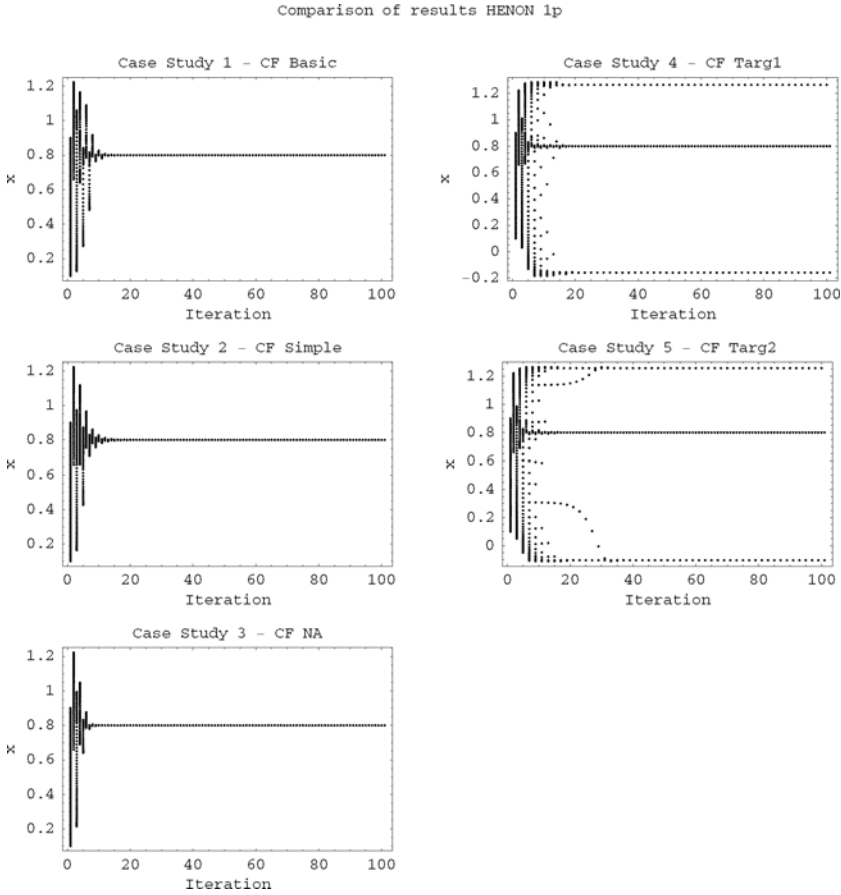 Comparison of results HENON 1p
Case Study 1 - CF Basic
1.2
1
0.8
0.6
0.4
0.2
x
0 20 40 60 80 100
Iteration
Case Study 4 - CF Targ1
1.2
1
0.8
0.6
0.4
0.2
0
-0.2
x
0 20 40 60 80 100
Iteration
Case Study 2 - CF Simple
1.2
1
0.8
0.6
0.4
0.2
x
0 20 40 60 80 100
Iteration
Case Study 5 - CF Targ2
1.2
1
0.8
0.6
0.4
0.2
0
x
0 20 40 60 80 100
Iteration
Case Study 3 - CF NA
1.2
1
0.8
0.6
0.4
0.2
x
0 20 40 60 80 100
Iteration